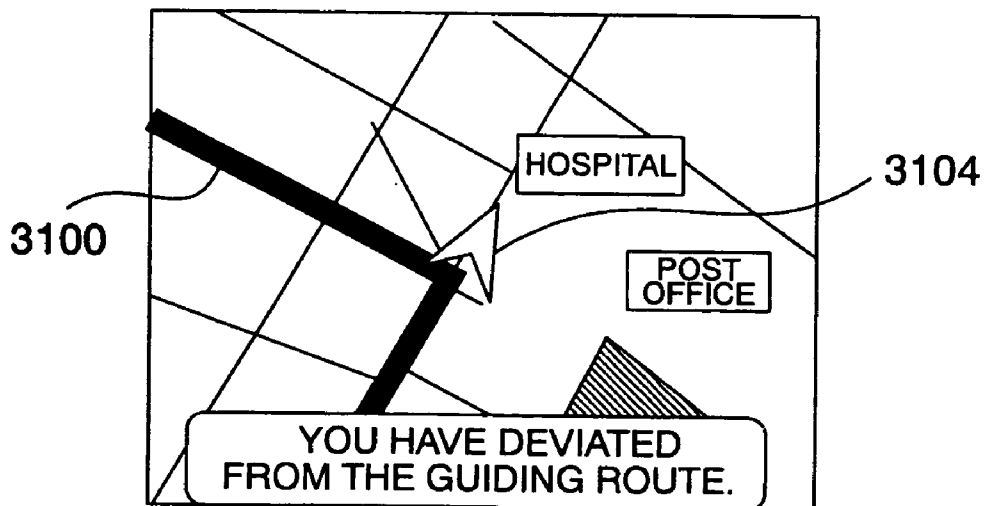 HOSPITAL
3104
3100
POST
OFFICE
YOU HAVE DEVIATED
FROM THE GUIDING ROUTE.